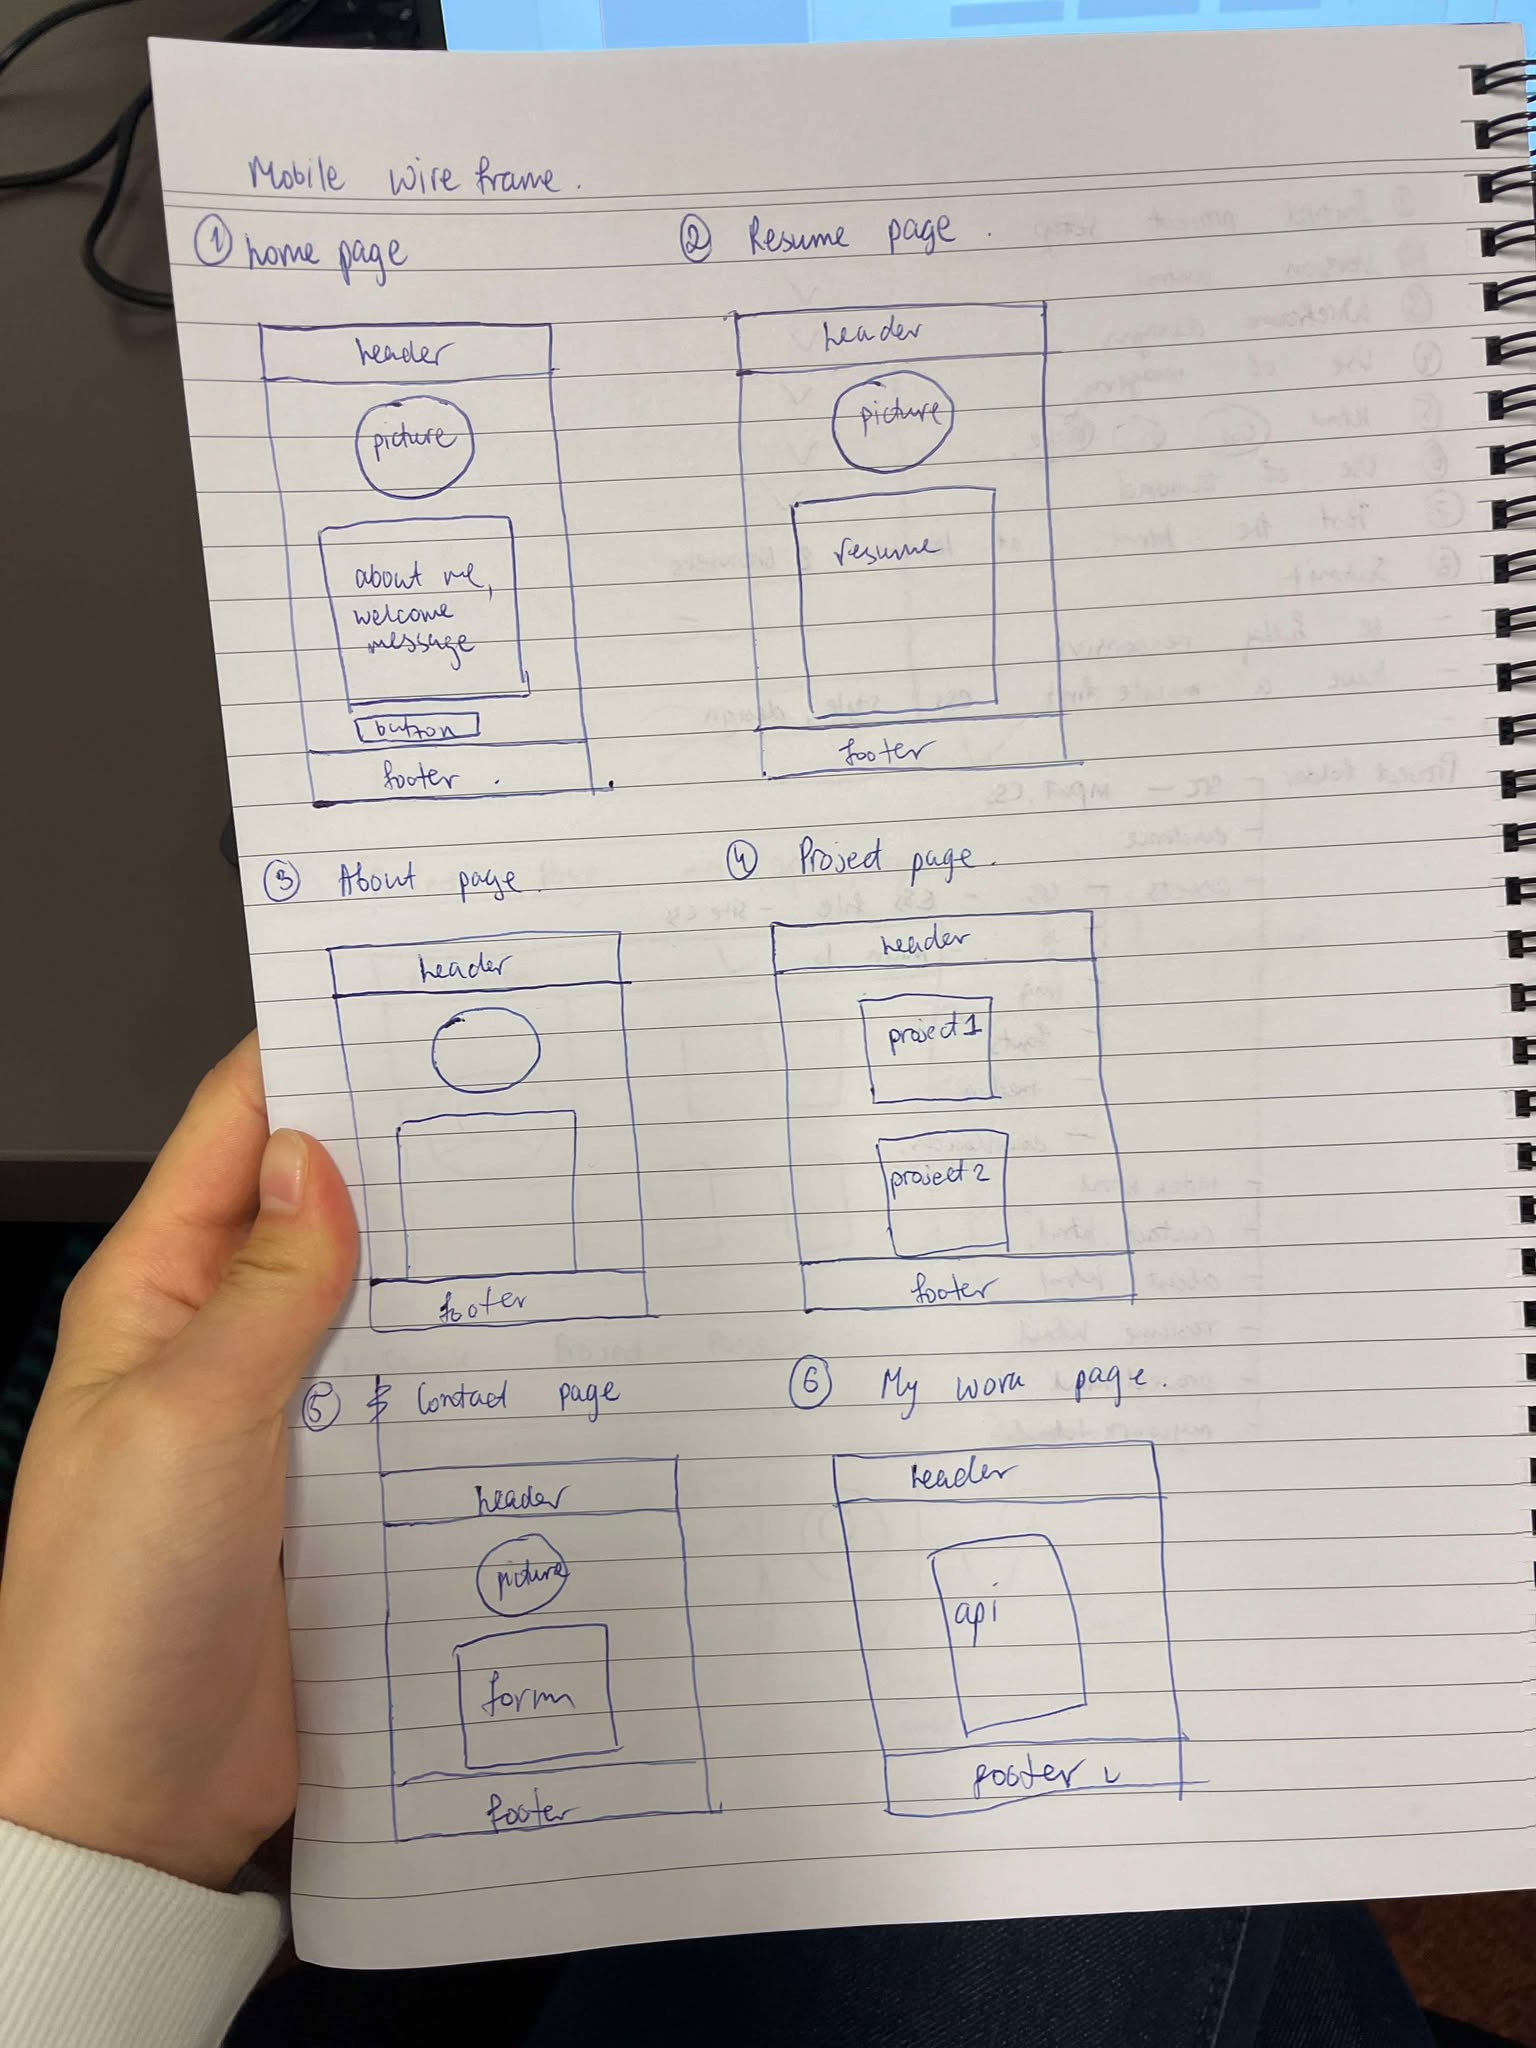 Mobile wire frame.
① home page
header
picture
about me,
welcome
message
button
footer .
② Resume page .
header
picture
resume
footer
③ About page .
header
footer
④ Project page .
header
project 1
project 2
footer
⑤ Contact page
header
picture
form
footer
⑥ My work page .
header
api
footer